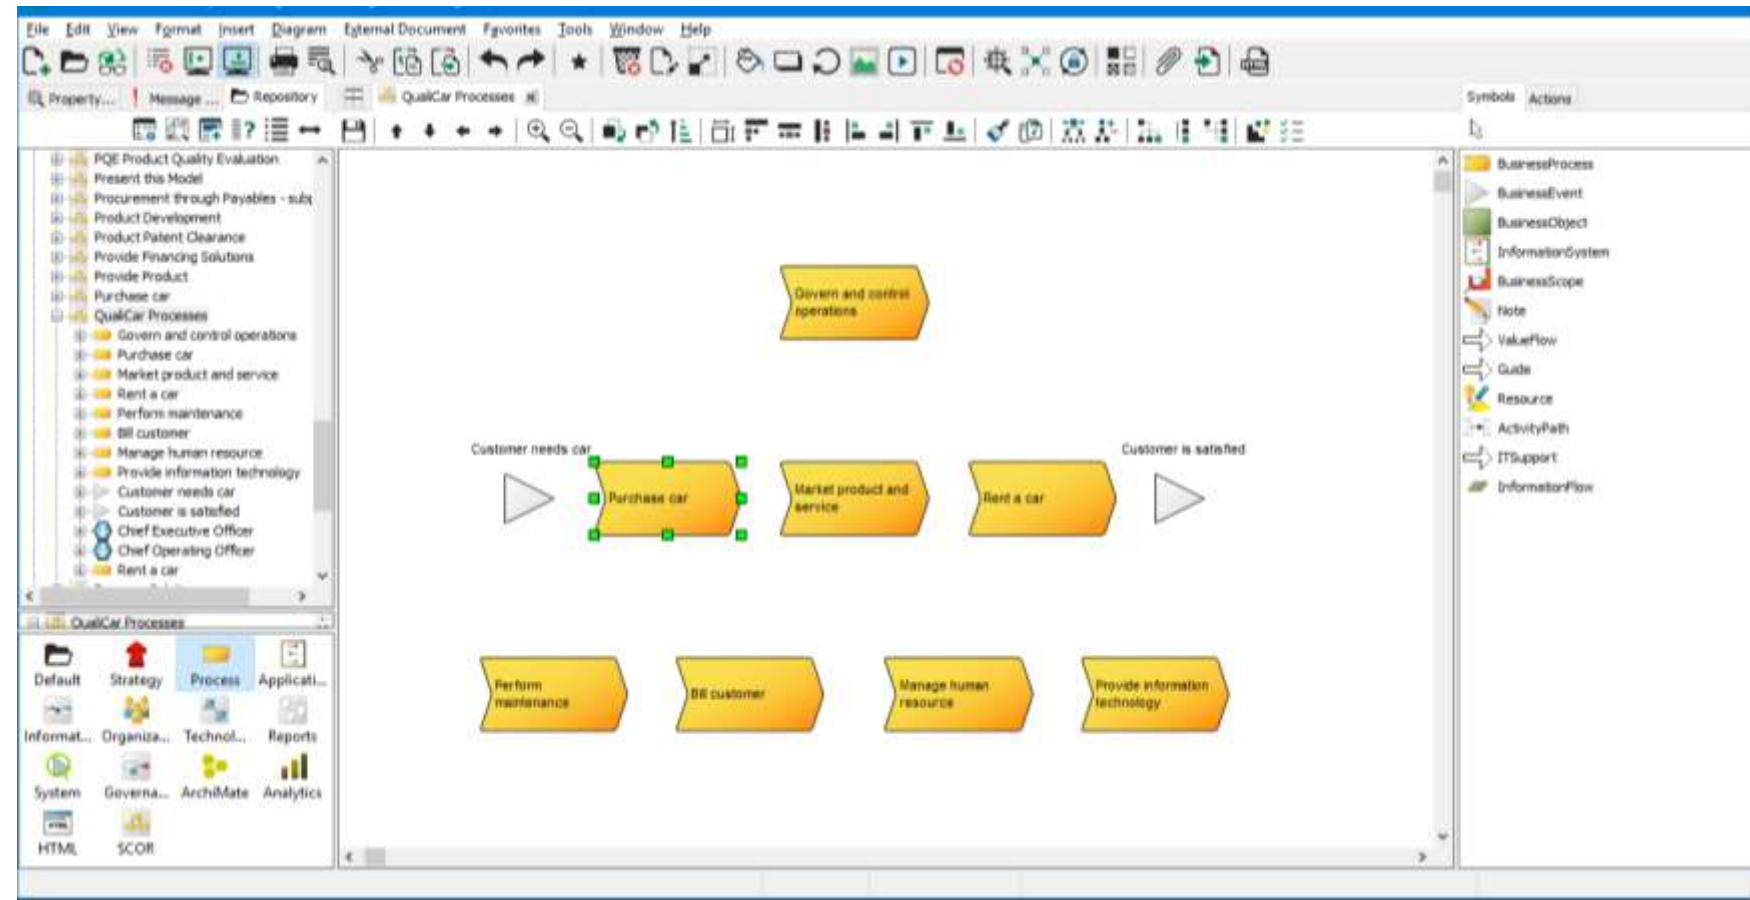 File Edit View Format Insert Diagram External Document Favorites Tools Window Help
Property... Message ... Repository QualiCar Processes
Symbols Actions
PQE Product Quality Evaluation
Present this Model
Procurement through Payables - sub
Product Development
Product Patent Clearance
Provide Financing Solutions
Provide Product
Purchase car
QualiCar Processes
Govern and control operations
Purchase car
Market product and service
Rent a car
Perform maintenance
Bill customer
Manage human resource
Provide information technology
Customer needs car
Customer is satisfied
Chief Executive Officer
Chief Operating Officer
Rent a car
QualiCar Processes
Default Strategy Process Applicati...
Informat... Organiza... Technol... Reports
System Governa... ArchiMate Analytics
HTML SCOR
Govern and control
operations
Customer needs car
Customer is satisfied
Purchase car
Market product and
service
Rent a car
Perform
maintenance
Bill customer
Manage human
resource
Provide information
technology
BusinessProcess
BusinessEvent
BusinessObject
InformationSystem
BusinessScope
Note
ValueFlow
Guide
Resource
ActivityPath
ITSupport
InformationFlow